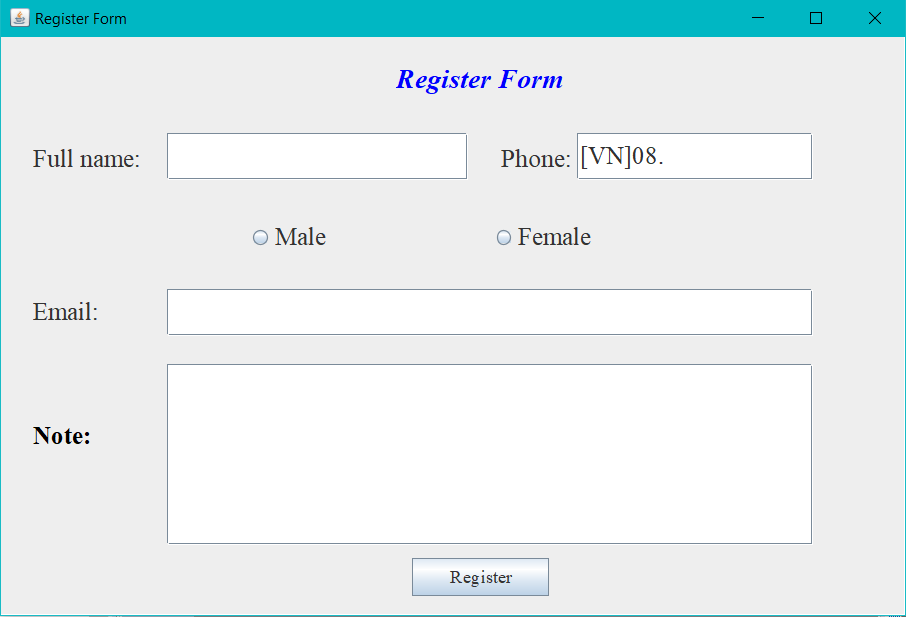 Register Form
Register Form
Full name: Phone: [VN]08.
Male Female
Email:
Note:
Register